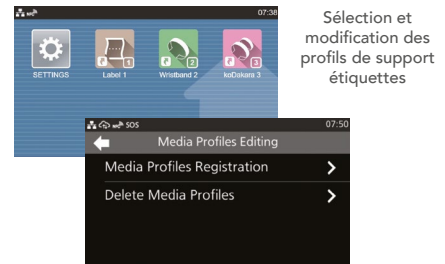 07:38
SETTINGS
Label 1
Wristband 2
koDakara 3
1
2
3
Sélection et
modification des
profils de support
étiquettes
SOS
07:50
Media Profiles Editing
Media Profiles Registration
Delete Media Profiles